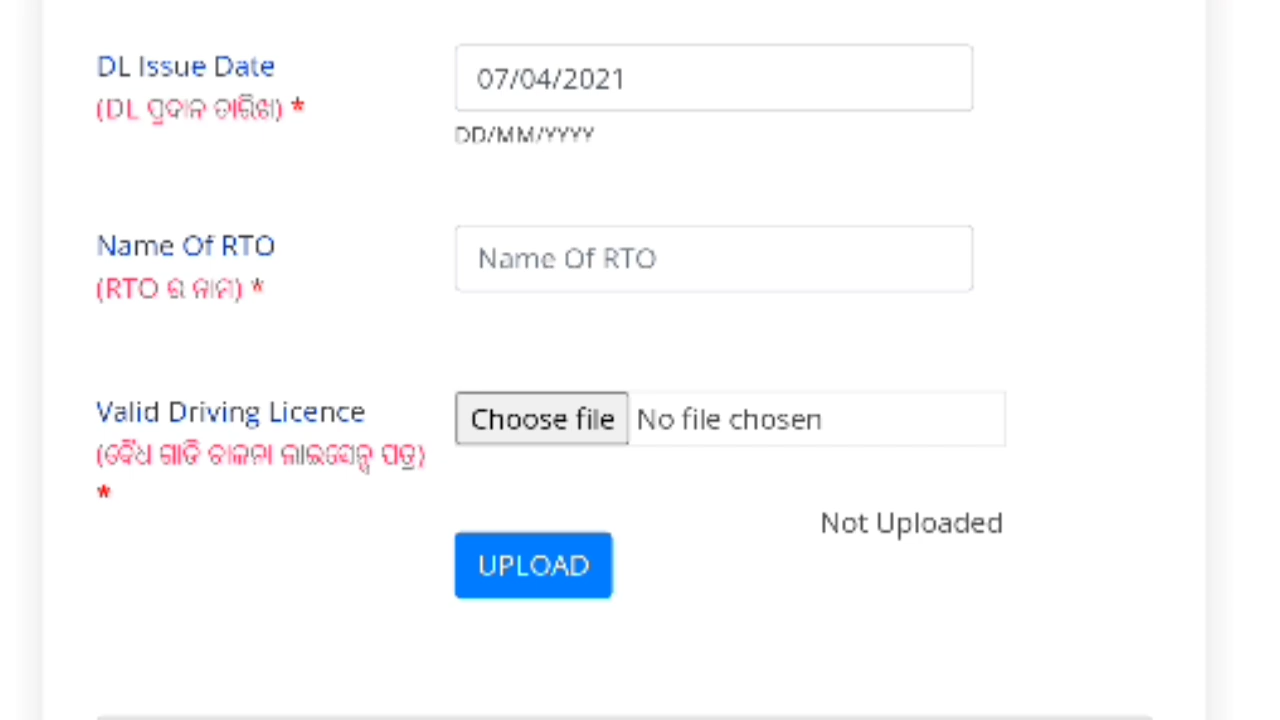 DL Issue Date
(DL ପ୍ରଦାନ ତାରିଖ) *
07/04/2021
DD/MM/YYYY
Name Of RTO
(RTO ର ନାମ) *
Name Of RTO
Valid Driving Licence
(ବୈଧ ଗାଡି ଚାଳନା ଲାଇସେନ୍ସ ପତ୍ର)
*
Choose file No file chosen
Not Uploaded
UPLOAD